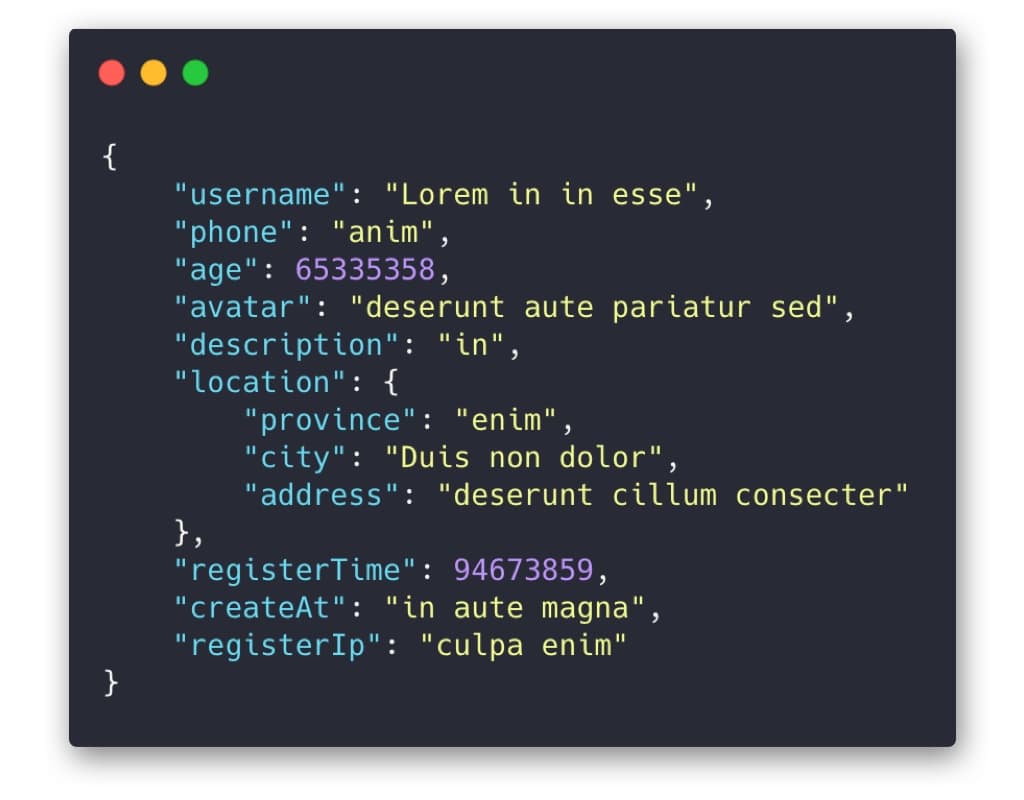 {
    "username": "Lorem in in esse",
    "phone": "anim",
    "age": 65335358,
    "avatar": "deserunt aute pariatur sed",
    "description": "in",
    "location": {
        "province": "enim",
        "city": "Duis non dolor",
        "address": "deserunt cillum consecter"
    },
    "registerTime": 94673859,
    "createAt": "in aute magna",
    "registerIp": "culpa enim"
}